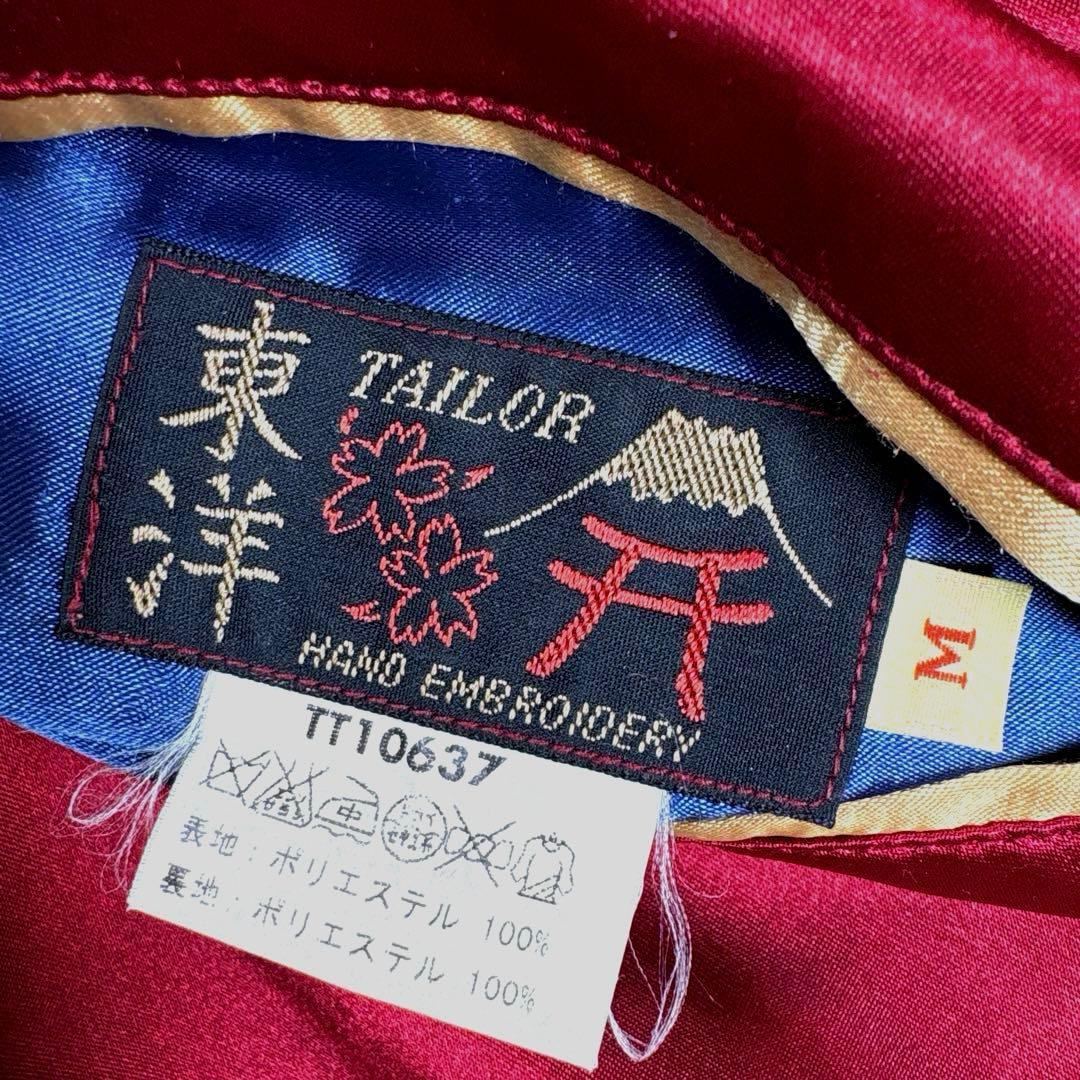 東洋
TAILOR
HAND EMBROIDERY
M
TT10637
中
表地:ポリエステル 100%
裏地:ポリエステル 100%